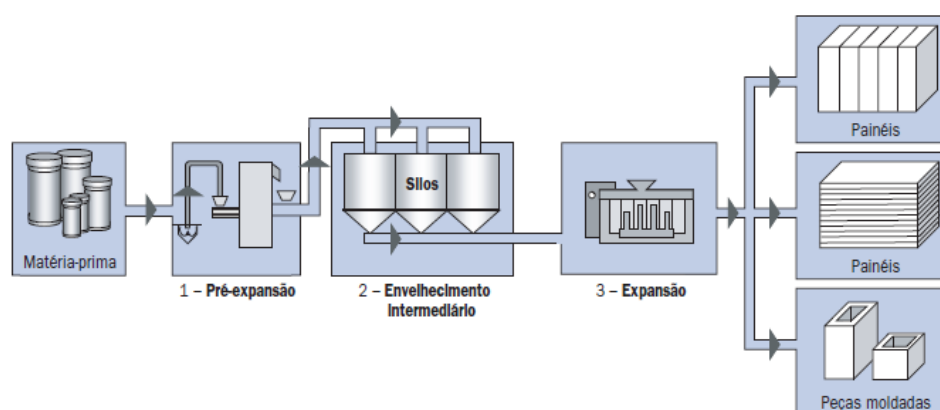 Matéria-prima
1 – Pré-expansão
Silos
2 – Envelhecimento
Intermediário
3 – Expansão
Painéis
Painéis
Peças moldadas